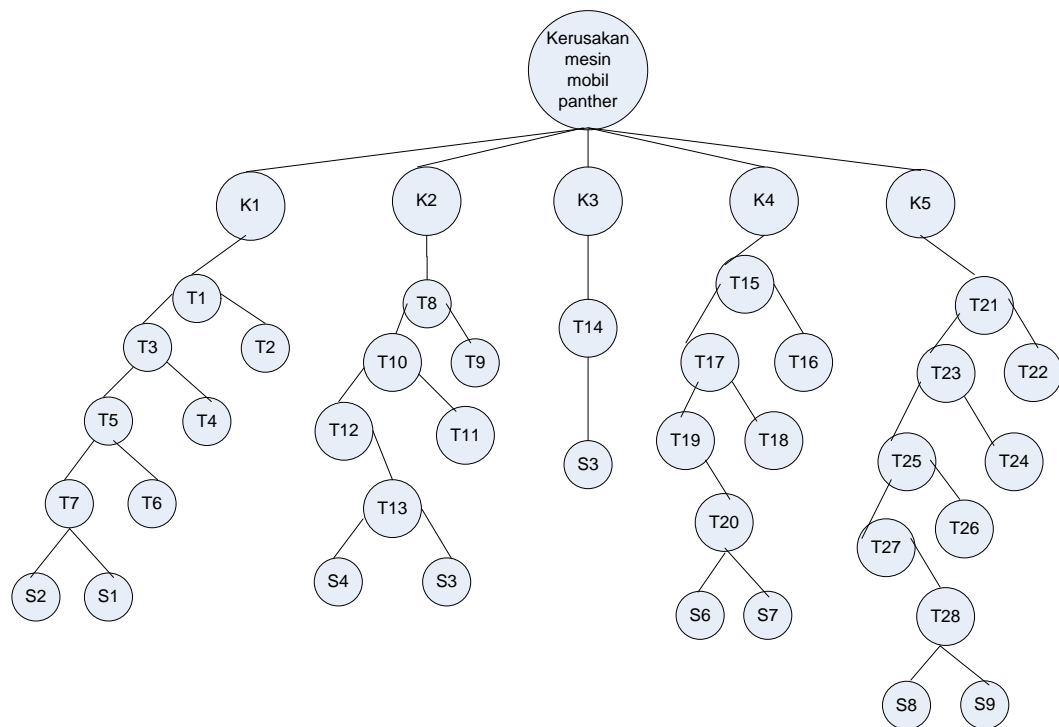 Kerusakan
mesin
mobil
panther
K1
K2
K3
K4
K5
T1
T2
T3
T4
T5
T6
T7
S2
S1
T8
T9
T10
T11
T12
T13
S4
S3
T14
S3
T15
T16
T17
T18
T19
T20
S6
S7
T21
T22
T23
T24
T25
T26
T27
T28
S8
S9